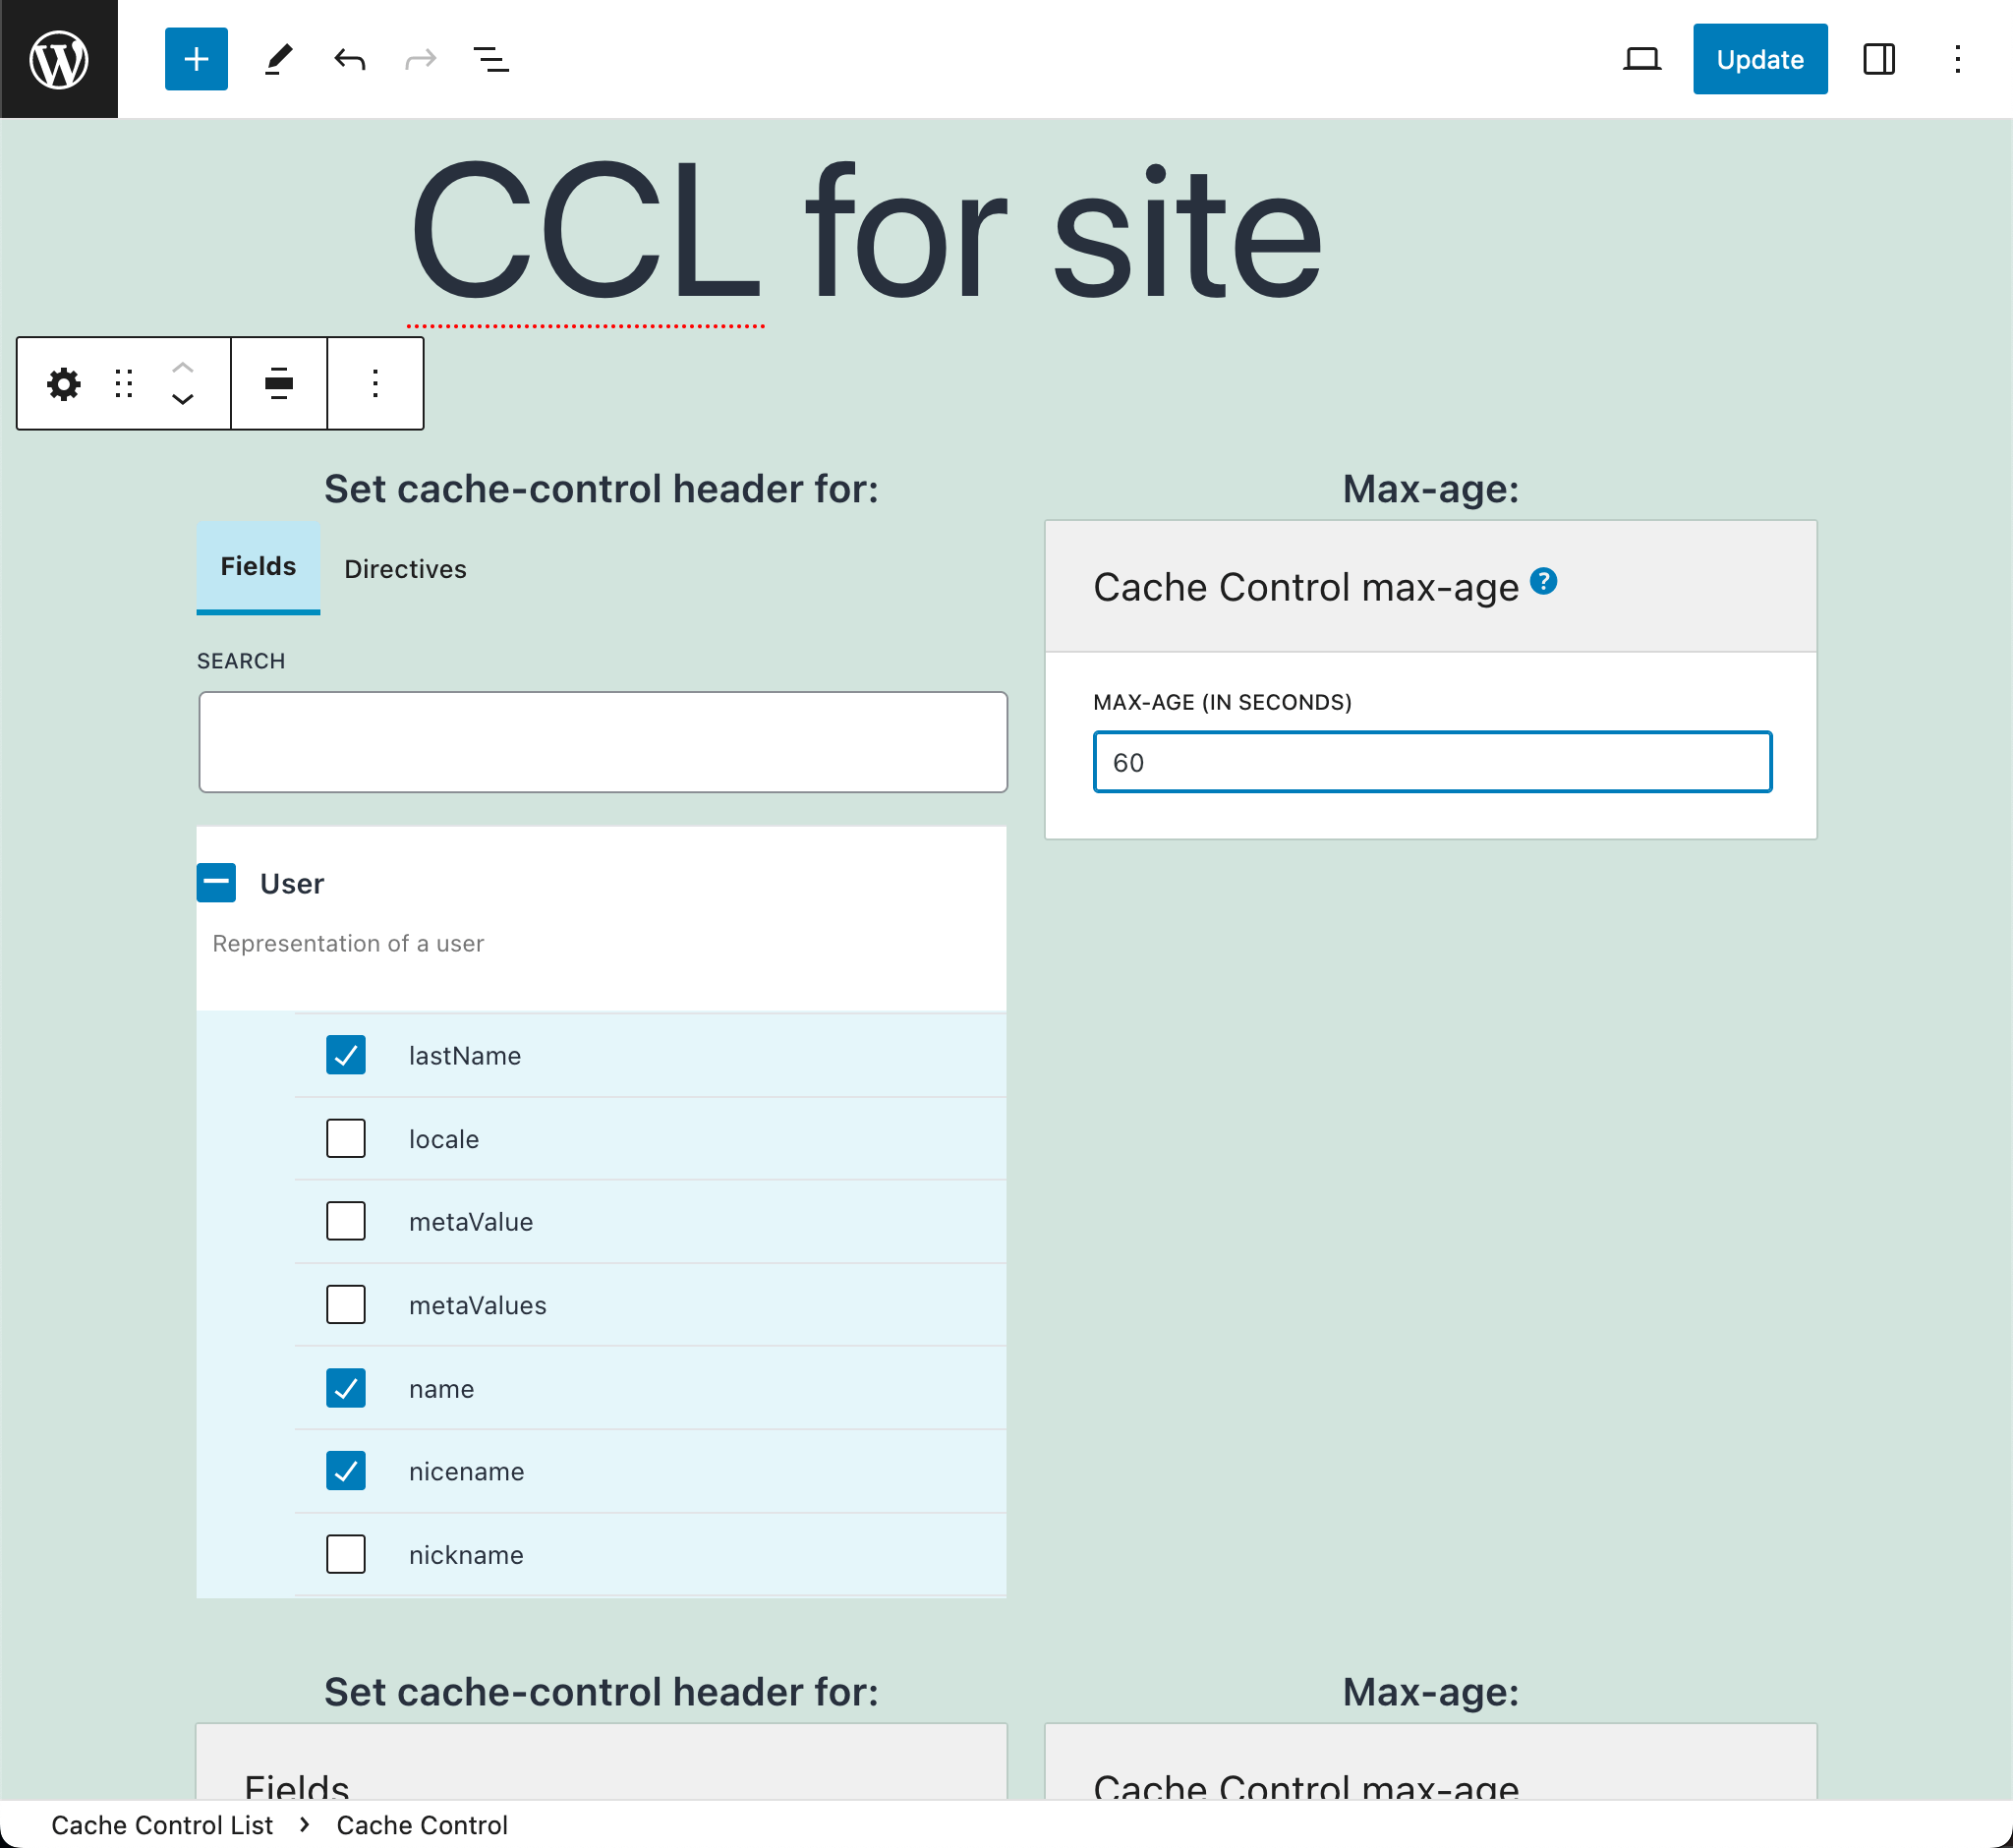 Update
CCL for site
Set cache-control header for:
Max-age:
Fields
Directives
Cache Control max-age
?
SEARCH
MAX-AGE (IN SECONDS)
60
User
Representation of a user
lastName
locale
metaValue
metaValues
name
nicename
nickname
Set cache-control header for:
Max-age:
Fields
Cache Control max-age
Cache Control List › Cache Control